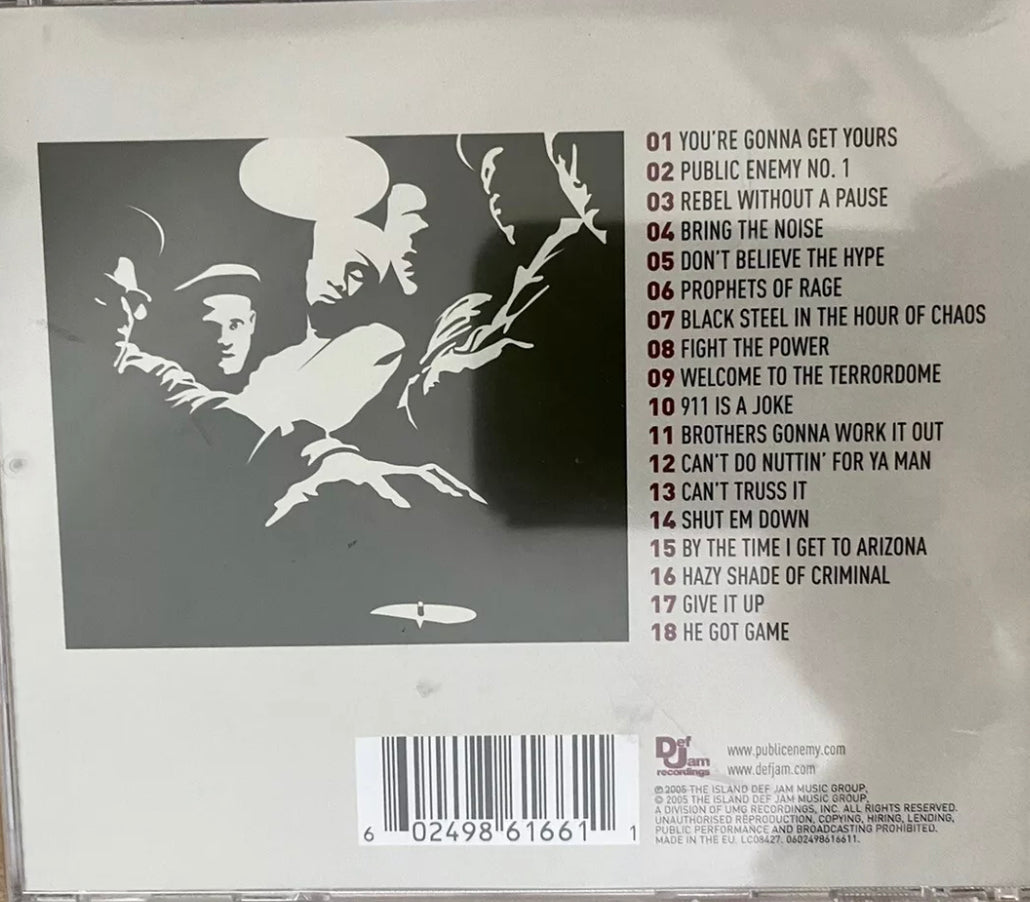 01 YOU'RE GONNA GET YOURS
02 PUBLIC ENEMY NO. 1
03 REBEL WITHOUT A PAUSE
04 BRING THE NOISE
05 DON'T BELIEVE THE HYPE
06 PROPHETS OF RAGE
07 BLACK STEEL IN THE HOUR OF CHAOS
08 FIGHT THE POWER
09 WELCOME TO THE TERRORDOME
10 911 IS A JOKE
11 BROTHERS GONNA WORK IT OUT
12 CAN'T DO NUTTIN' FOR YA MAN
13 CAN'T TRUSS IT
14 SHUT EM DOWN
15 BY THE TIME I GET TO ARIZONA
16 HAZY SHADE OF CRIMINAL
17 GIVE IT UP
18 HE GOT GAME
6 02498 61661 1
Def Jam recordings
www.publicenemy.com
www.defjam.com
℗ 2005 THE ISLAND DEF JAM MUSIC GROUP,
© 2005 THE ISLAND DEF JAM MUSIC GROUP,
A DIVISION OF UMG RECORDINGS, INC. ALL RIGHTS RESERVED.
UNAUTHORISED REPRODUCTION, COPYING, HIRING, LENDING,
PUBLIC PERFORMANCE AND BROADCASTING PROHIBITED.
MADE IN THE EU. LC08427. 0602498616611.